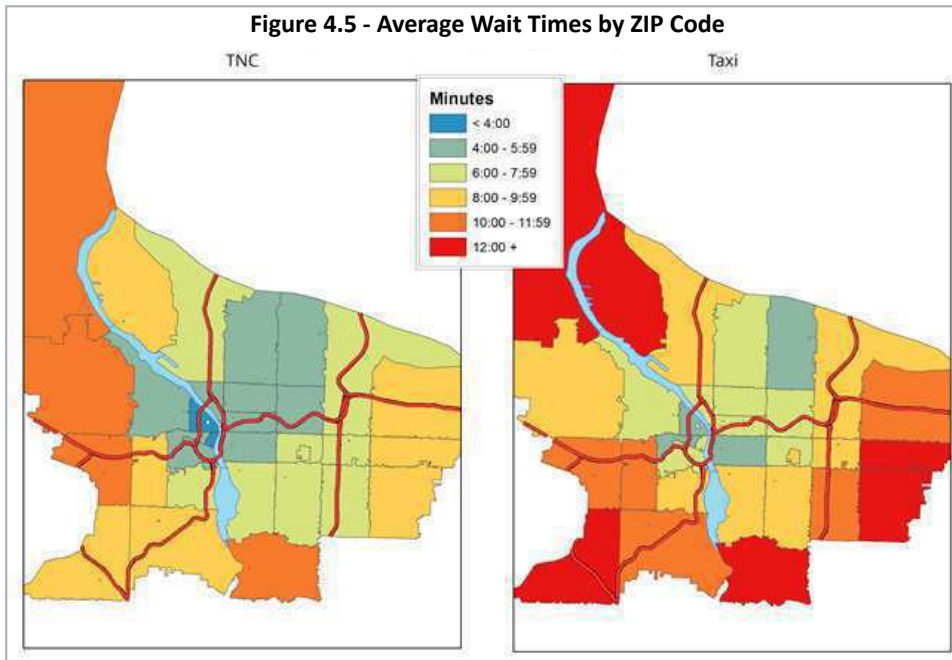 Figure 4.5 - Average Wait Times by ZIP Code
TNC
Taxi
Minutes
< 4:00
4:00 - 5:59
6:00 - 7:59
8:00 - 9:59
10:00 - 11:59
12:00 +